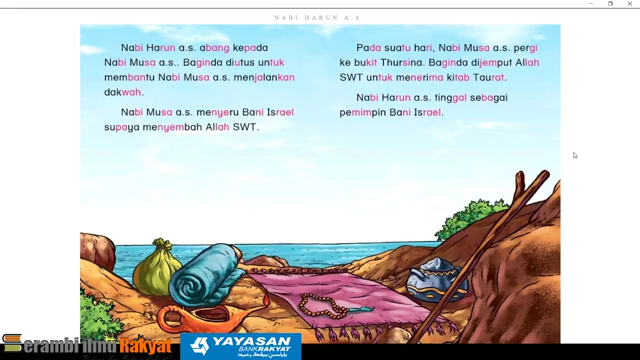 NABI HARUN A.S
Nabi Harun a.s. abang kepada
Nabi Musa a.s.. Baginda diutus untuk
membantu Nabi Musa a.s. menjalankan
dakwah.
Nabi Musa a.s. menyeru Bani Israel
supaya menyembah Allah SWT.
Pada suatu hari, Nabi Musa a.s. pergi
ke bukit Thursina. Baginda dijemput Allah
SWT untuk menerima kitab Taurat.
Nabi Harun a.s. tinggal sebagai
pemimpin Bani Israel.
Serambi Ilmu Rakyat
YAYASAN
BANK RAKYAT